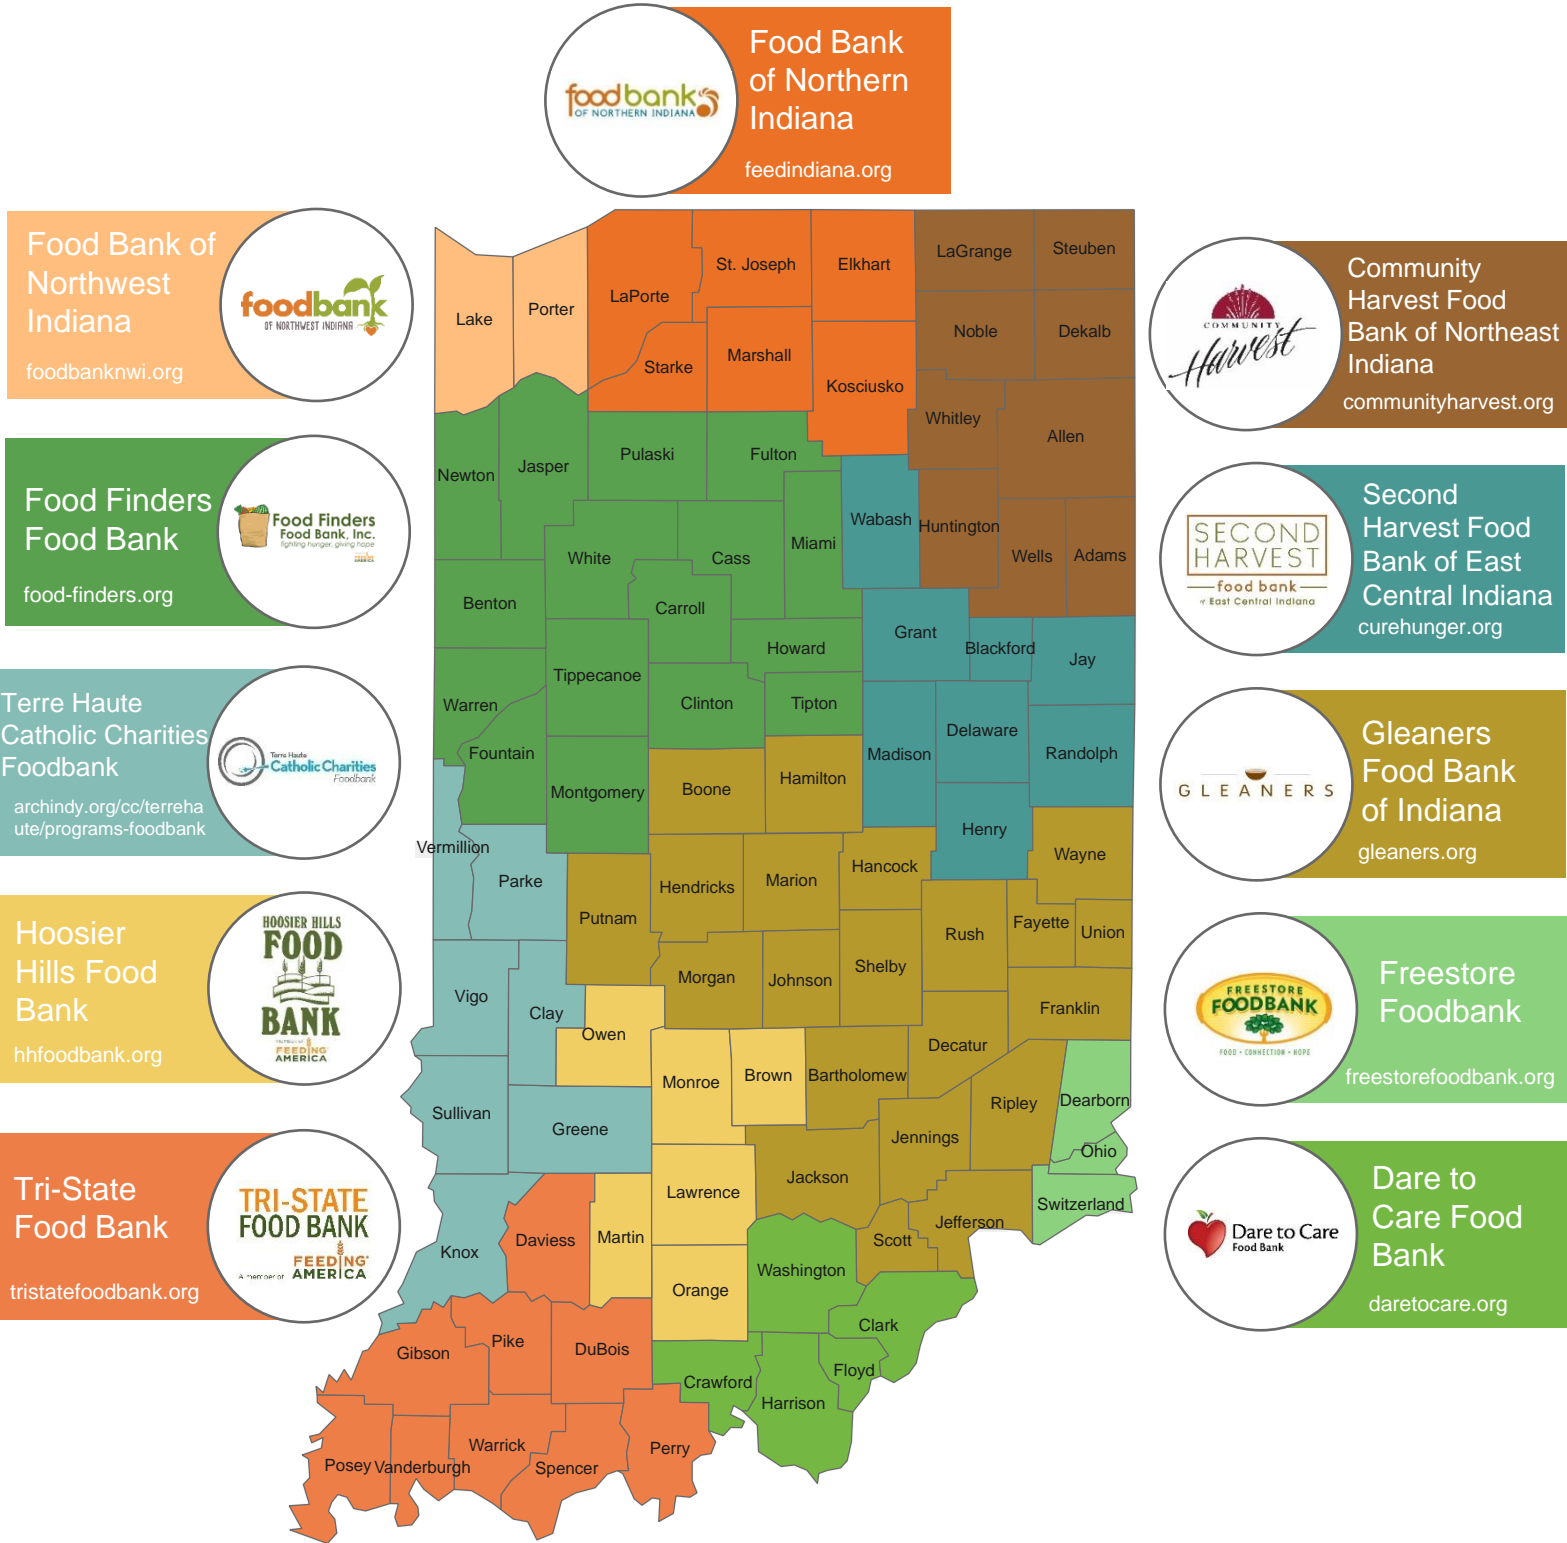 Food Bank
of Northern
Indiana
feedindiana.org
foodbank
OF NORTHERN INDIANA
Food Bank of
Northwest
Indiana
foodbanknwi.org
foodbank
OF NORTHWEST INDIANA
Food Finders
Food Bank
food-finders.org
Food Finders
Food Bank, Inc.
fighting hunger, giving hope
AMERICA
Terre Haute
Catholic Charities
Foodbank
archindy.org/cc/terreha
ute/programs-foodbank
Terre Haute
Catholic Charities
Foodbank
Hoosier
Hills Food
Bank
hhfoodbank.org
HOOSIER HILLS
FOOD
BANK
FEEDING
AMERICA
Tri-State
Food Bank
tristatefoodbank.org
TRI-STATE
FOOD BANK
A member of
FEEDING
AMERICA
Community
Harvest Food
Bank of Northeast
Indiana
communityharvest.org
COMMUNITY
Harvest
Second
Harvest Food
Bank of East
Central Indiana
curehunger.org
SECOND
HARVEST
food bank
of East Central Indiana
Gleaners
Food Bank
of Indiana
gleaners.org
GLEANERS
Freestore
Foodbank
freestorefoodbank.org
FREESTORE
FOODBANK
FOOD • CONNECTION • HOPE
Dare to
Care Food
Bank
daretocare.org
Dare to Care
Food Bank
Lake
Porter
LaPorte
St. Joseph
Elkhart
LaGrange
Steuben
Noble
Dekalb
Starke
Marshall
Kosciusko
Whitley
Allen
Newton
Jasper
Pulaski
Fulton
Wabash
Huntington
Wells
Adams
White
Cass
Miami
Benton
Carroll
Howard
Grant
Blackford
Jay
Warren
Tippecanoe
Clinton
Tipton
Fountain
Montgomery
Boone
Hamilton
Madison
Delaware
Randolph
Vermillion
Parke
Putnam
Hendricks
Marion
Hancock
Henry
Wayne
Rush
Fayette
Union
Vigo
Clay
Owen
Morgan
Johnson
Shelby
Franklin
Decatur
Sullivan
Greene
Monroe
Brown
Bartholomew
Jennings
Ripley
Dearborn
Ohio
Switzerland
Knox
Daviess
Martin
Lawrence
Jackson
Scott
Jefferson
Orange
Washington
Clark
Floyd
Harrison
Crawford
Gibson
Pike
DuBois
Posey
Vanderburgh
Warrick
Spencer
Perry